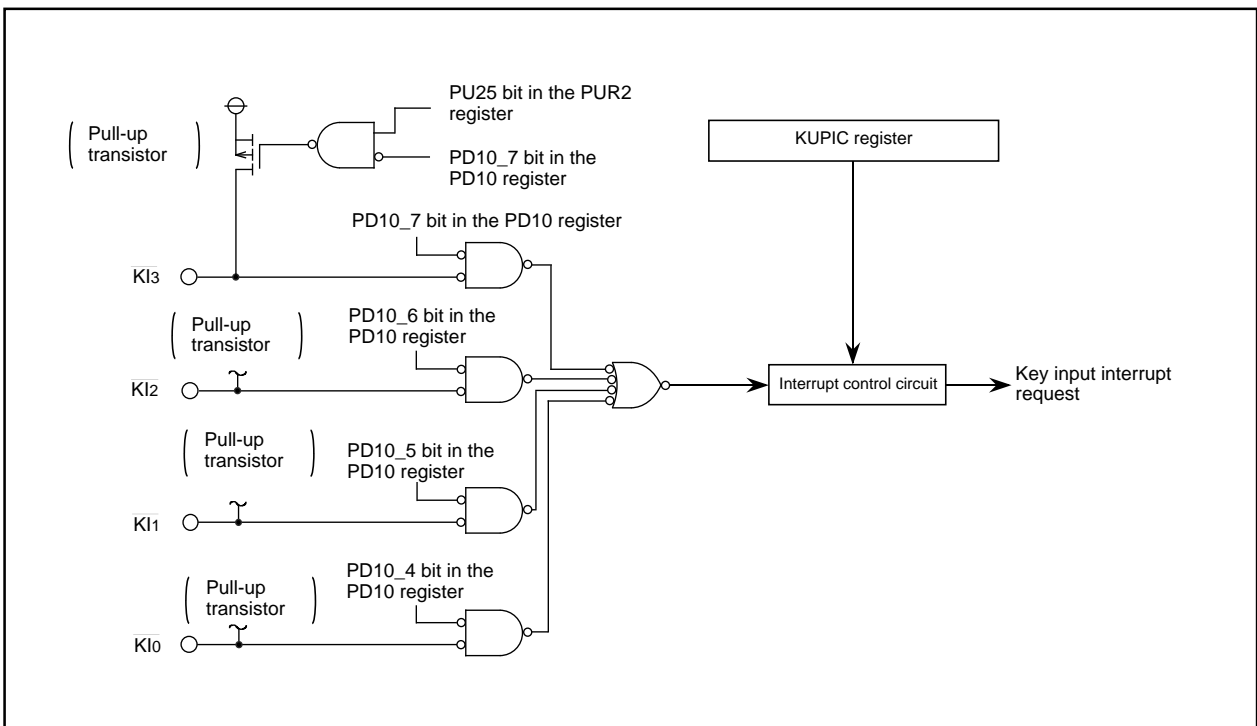 PU25 bit in the PUR2
register
Pull-up
transistor
KUPIC register
PD10_7 bit in the
PD10 register
PD10_7 bit in the PD10 register
KI3
PD10_6 bit in the
PD10 register
Pull-up
transistor
KI2
Interrupt control circuit
Key input interrupt
request
PD10_5 bit in the
PD10 register
Pull-up
transistor
KI1
PD10_4 bit in the
PD10 register
Pull-up
transistor
KI0